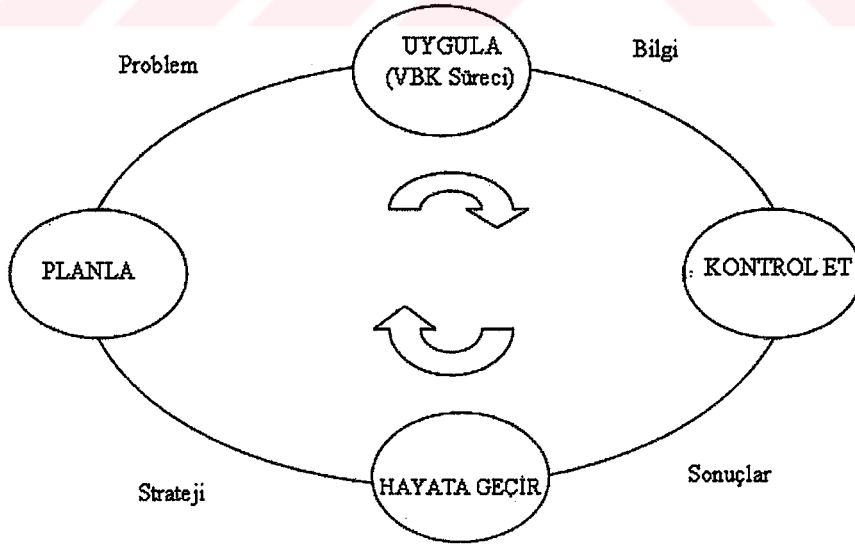 UYGULA
(VBK Süreci)
Problem
Bilgi
PLANLA
KONTROL ET
HAYATA GEÇİR
Strateji
Sonuçlar